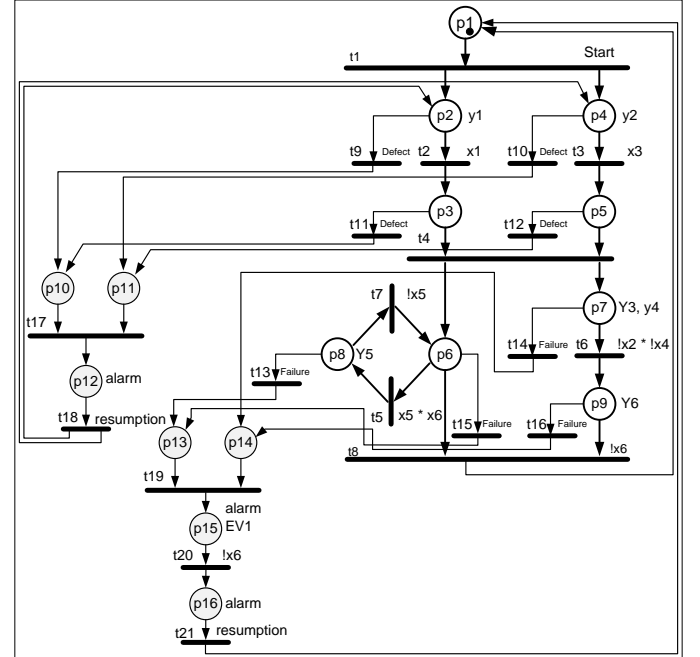 p1
t1 Start
p2 y1 p4 y2
t9 Defect t2 x1 t10 Defect t3 x3
p3 p5
t11 Defect t4 t12 Defect
p10 p11 t7 !x5 p7 Y3, y4
t17 t14 Failure t6 !x2 * !x4
p8 Y5 p6
t13 Failure
p12 alarm p9 Y6
t18 resumption t5 x5 * x6 t15 Failure t16 Failure
p13 p14 t8 !x6
t19
alarm
p15 EV1
t20 !x6
p16 alarm
t21 resumption